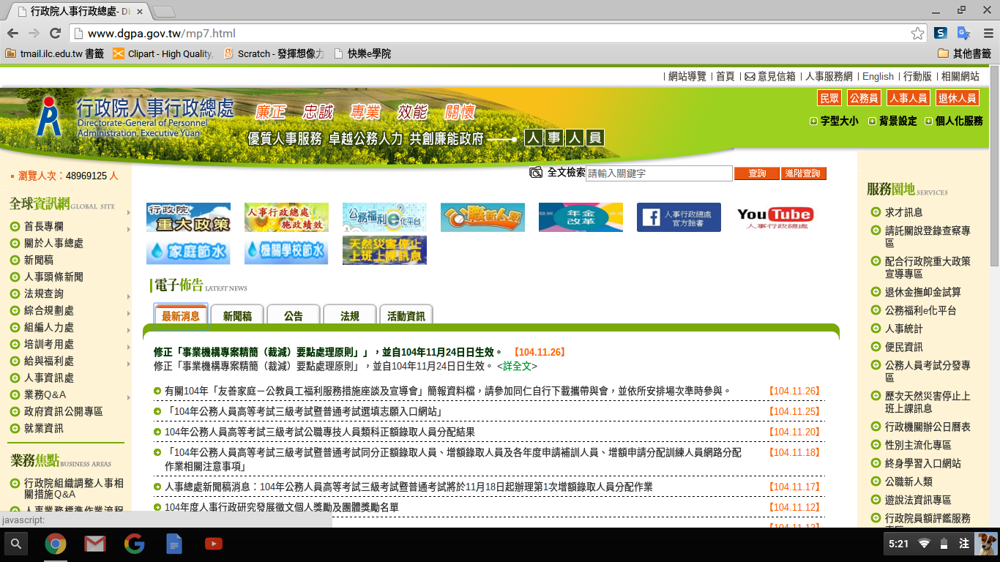 行政院人事行政總處- Di
www.dgpa.gov.tw/mp7.html
tmail.ilc.edu.tw 書籤
Clipart - High Quality,
Scratch - 發揮想像力
快樂e學院
其他書籤
網站導覽 | 首頁 | 意見信箱 | 人事服務網 | English | 行動版 | 相關網站
行政院人事行政總處
Directorate-General of Personnel
Administration, Executive Yuan
廉正 忠誠 專業 效能 關懷
優質人事服務 卓越公務人力 共創廉能政府
人事人員
民眾 公務員 人事人員 退休人員
字型大小 背景設定 個人化服務
瀏覽人次：48969125 人
全文檢索 請輸入關鍵字 查詢 進階查詢
全球資訊網 GLOBAL SITE
首長專欄
關於人事總處
新聞稿
人事頭條新聞
法規查詢
綜合規劃處
組編人力處
培訓考用處
給與福利處
人事資訊處
業務Q&A
政府資訊公開專區
就業資訊
業務焦點 BUSINESS AREAS
行政院組織調整人事相
關措施Q&A
人事業務標準作業流程
javascript:
行政院
重大政策
人事行政總處
施政績效
公務福利e化平台
公職新人類
年金
改革
人事行政總處
官方臉書
YouTube
人事行政總處
家庭節水
機關學校節水
天然災害停止
上班上課訊息
電子佈告 LATEST NEWS
最新消息 新聞稿 公告 法規 活動資訊
修正「事業機構專案精簡（裁減）要點處理原則」」，並自104年11月24日日生效。 【104.11.26】
修正「事業機構專案精簡（裁減）要點處理原則」，並自104年11月24日日生效。 <詳全文>
有關104年「友善家庭－公教員工福利服務措施座談及宣導會」簡報資料檔，請參加同仁自行下載攜帶與會，並依所安排場次準時參與。 【104.11.26】
「104年公務人員高等考試三級考試暨普通考試選填志願入口網站」 【104.11.25】
104年公務人員高等考試三級考試公職專技人員類科正額錄取人員分配結果 【104.11.20】
「104年公務人員高等考試三級考試暨普通考試同分正額錄取人員、增額錄取人員及各年度申請補訓人員、增額申請分配訓練人員網路分配 【104.11.18】
作業相關注意事項」
人事總處新聞稿消息：104年公務人員高等考試三級考試暨普通考試將於11月18日起辦理第1次增額錄取人員分配作業 【104.11.17】
104年度人事行政研究發展徵文個人獎勵及團體獎勵名單 【104.11.12】
【104.11.12】
服務園地 SERVICES
求才訊息
請託關說登錄查察專
區
配合行政院重大政策
宣導專區
退休金撫卹金試算
公務福利e化平台
人事統計
便民資訊
公務人員考試分發專
區
歷次天然災害停止上
班上課訊息
行政機關辦公日曆表
性別主流化專區
終身學習入口網站
公職新人類
遊說法資訊專區
行政院員額評鑑服務
專區
5:21 注